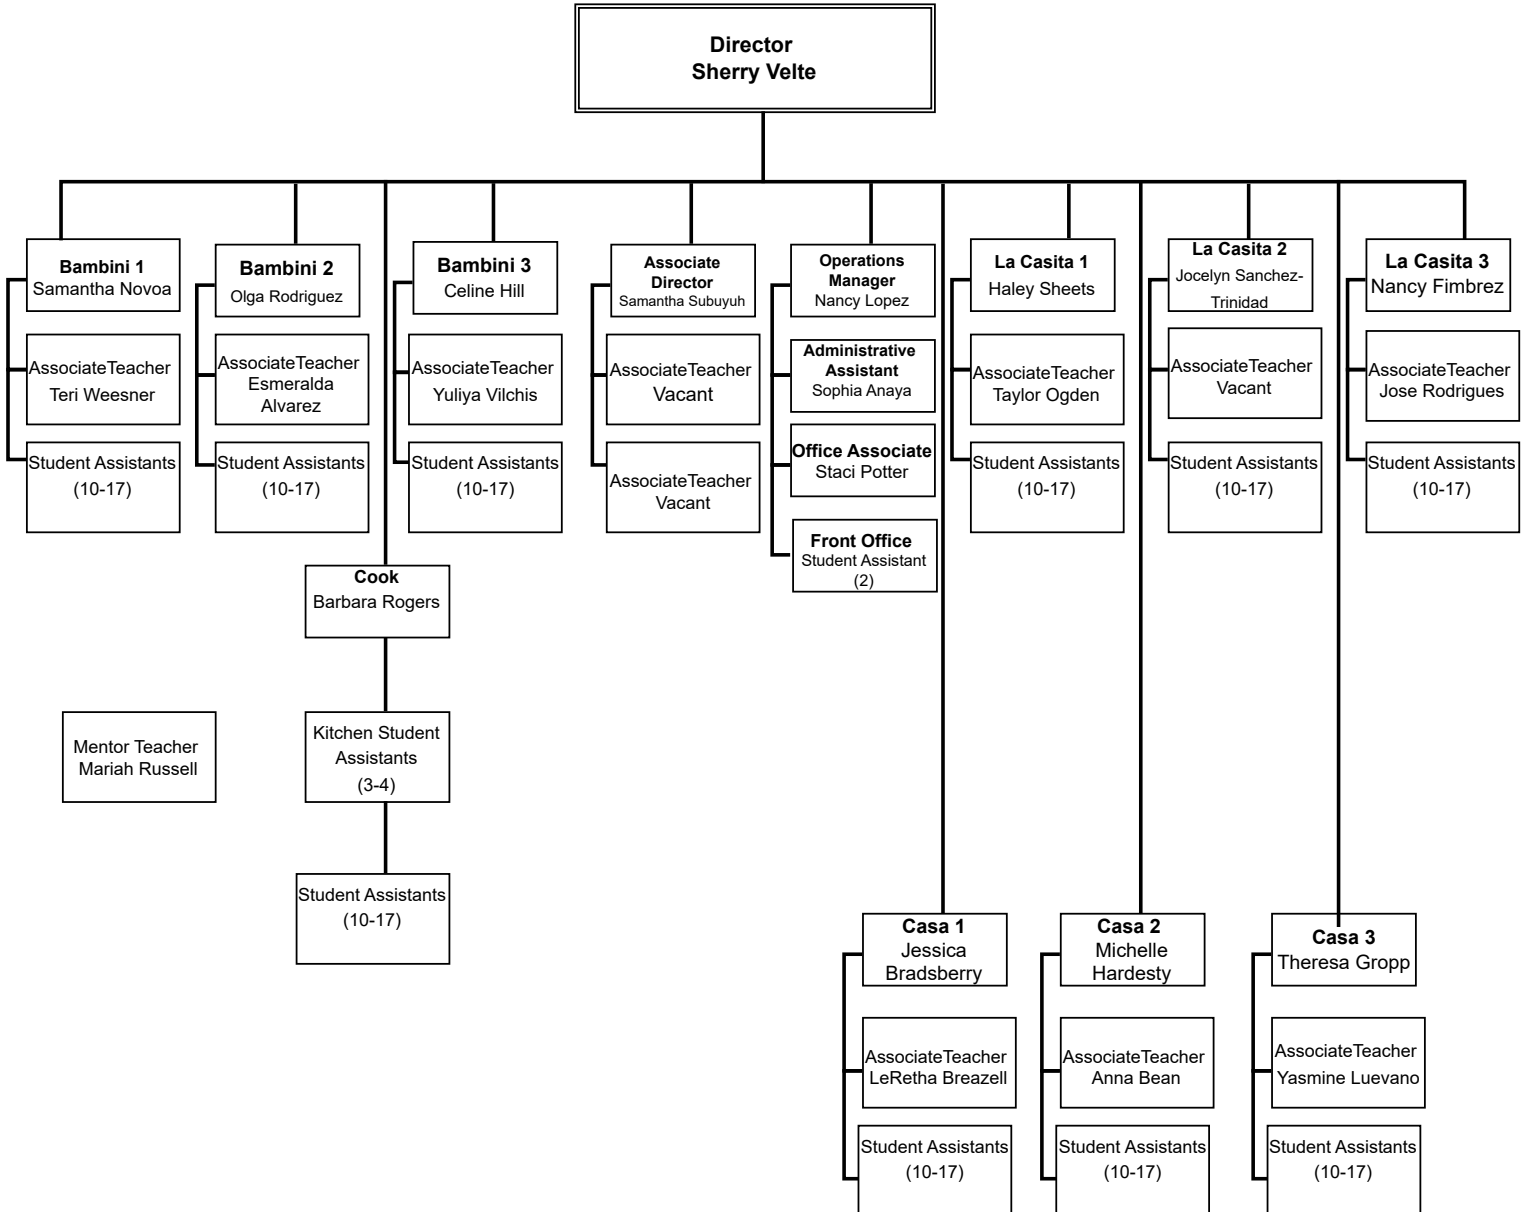 Director
Sherry Velte
Bambini 1
Samantha Novoa
AssociateTeacher
Teri Weesner
Student Assistants
(10-17)
Bambini 2
Olga Rodriguez
AssociateTeacher
Esmeralda
Alvarez
Student Assistants
(10-17)
Bambini 3
Celine Hill
AssociateTeacher
Yuliya Vilchis
Student Assistants
(10-17)
Associate
Director
Samantha Subuyuh
AssociateTeacher
Vacant
AssociateTeacher
Vacant
Operations
Manager
Nancy Lopez
Administrative
Assistant
Sophia Anaya
Office Associate
Staci Potter
Front Office
Student Assistant
(2)
La Casita 1
Haley Sheets
AssociateTeacher
Taylor Ogden
Student Assistants
(10-17)
La Casita 2
Jocelyn Sanchez-
Trinidad
AssociateTeacher
Vacant
Student Assistants
(10-17)
La Casita 3
Nancy Fimbrez
AssociateTeacher
Jose Rodrigues
Student Assistants
(10-17)
Cook
Barbara Rogers
Mentor Teacher
Mariah Russell
Kitchen Student
Assistants
(3-4)
Student Assistants
(10-17)
Casa 1
Jessica
Bradsberry
AssociateTeacher
LeRetha Breazell
Student Assistants
(10-17)
Casa 2
Michelle
Hardesty
AssociateTeacher
Anna Bean
Student Assistants
(10-17)
Casa 3
Theresa Gropp
AssociateTeacher
Yasmine Luevano
Student Assistants
(10-17)